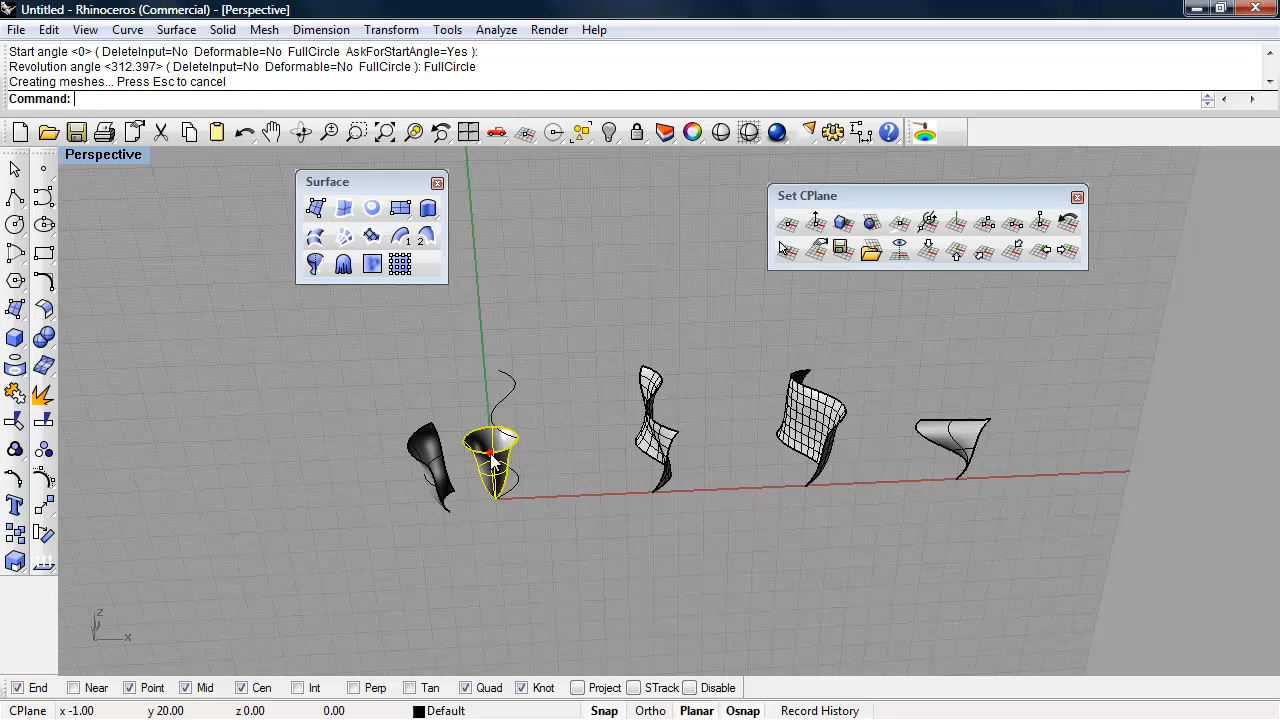 Untitled - Rhinoceros (Commercial) - [Perspective]
File Edit View Curve Surface Solid Mesh Dimension Transform Tools Analyze Render Help
Start angle <0> ( DeleteInput=No Deformable=No FullCircle AskForStartAngle=Yes ):
Revolution angle <312.397> ( DeleteInput=No Deformable=No FullCircle ): FullCircle
Creating meshes... Press Esc to cancel
Command:
Perspective
Surface
Set CPlane
1 2
z
y
x
End Near Point Mid Cen Int Perp Tan Quad Knot Project STrack Disable
CPlane x -1.00 y 20.00 z 0.00 0.00 Default Snap Ortho Planar Osnap Record History